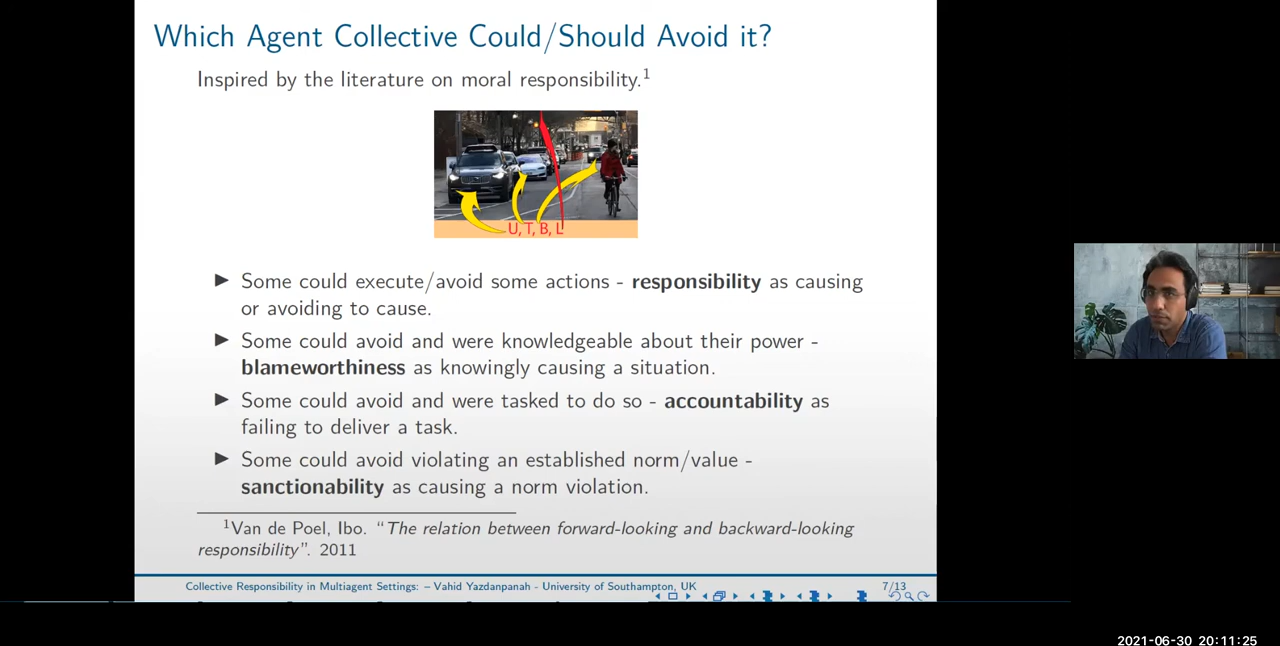 Which Agent Collective Could/Should Avoid it?
Inspired by the literature on moral responsibility.1
U, T, B, L
▶ Some could execute/avoid some actions - responsibility as causing
or avoiding to cause.
▶ Some could avoid and were knowledgeable about their power -
blameworthiness as knowingly causing a situation.
▶ Some could avoid and were tasked to do so - accountability as
failing to deliver a task.
▶ Some could avoid violating an established norm/value -
sanctionability as causing a norm violation.
1Van de Poel, Ibo. “The relation between forward-looking and backward-looking
responsibility”. 2011
Collective Responsibility in Multiagent Settings: – Vahid Yazdanpanah - University of Southampton, UK
7/13
2021-06-30 20:11:25